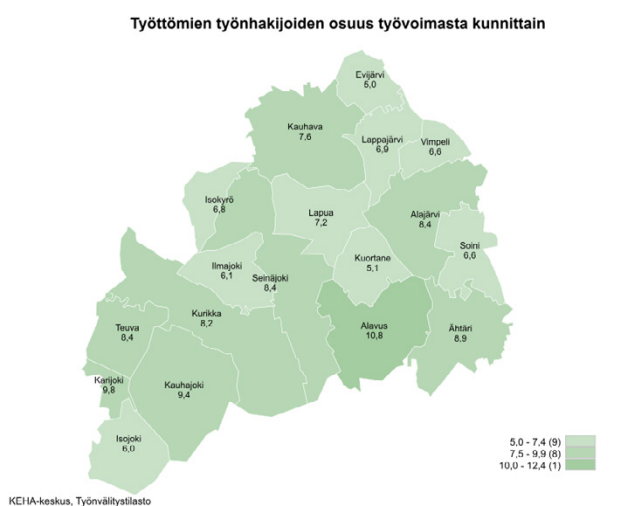 Työttömien työnhakijoiden osuus työvoimasta kunnittain
Evijärvi
5,0
Kauhava
7,6
Lappajärvi
6,9
Vimpeli
6,6
Isokyrö
6,8
Lapua
7,2
Alajärvi
8,4
Soini
6,6
Kuortane
5,1
Ilmajoki
6,1
Seinäjoki
8,4
Kurikka
8,2
Teuva
8,4
Alavus
10,8
Ähtäri
8,9
Karijoki
9,8
Kauhajoki
9,4
Isojoki
6,0
5,0 - 7,4 (9)
7,5 - 9,9 (8)
10,0 - 12,4 (1)
KEHA-keskus, Työnvälitystilasto